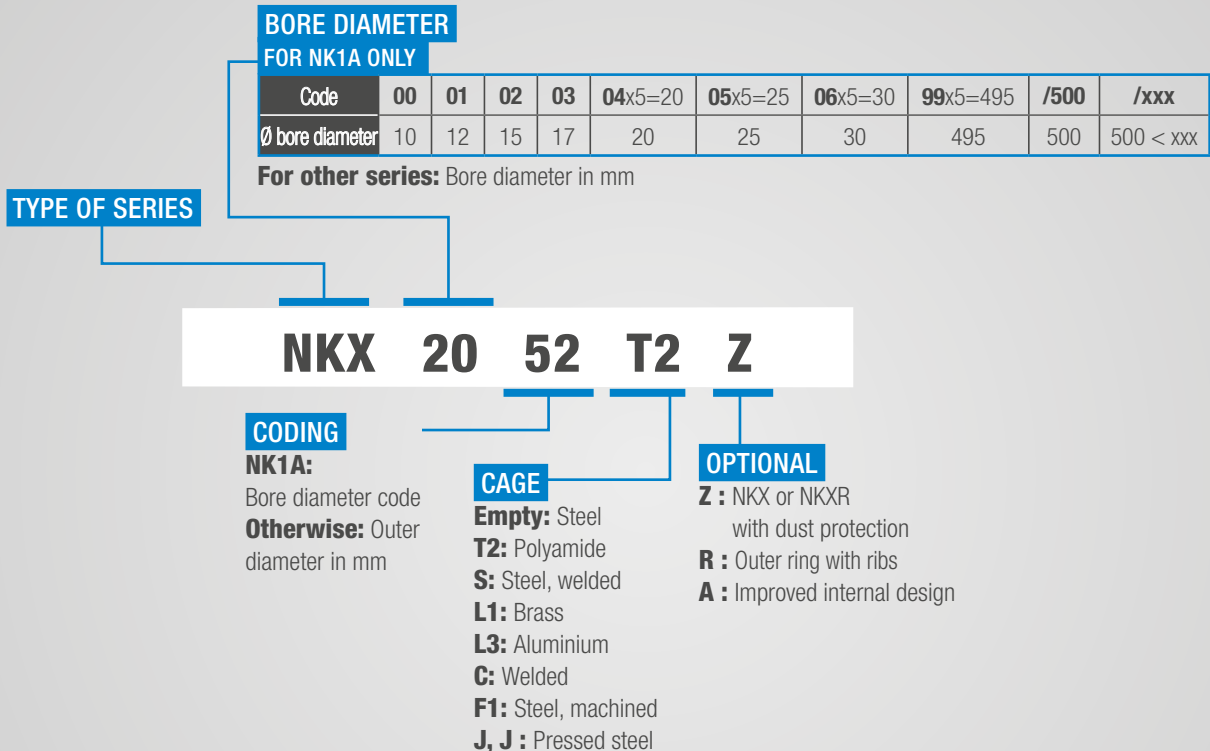 BORE DIAMETER
FOR NK1A ONLY
Code 00 01 02 03 04x5=20 05x5=25 06x5=30 99x5=495 /500 /xxx
Ø bore diameter 10 12 15 17 20 25 30 495 500 500 < xxx
For other series: Bore diameter in mm
TYPE OF SERIES
NKX 20 52 T2 Z
CODING
NK1A:
Bore diameter code
Otherwise: Outer
diameter in mm
CAGE
Empty: Steel
T2: Polyamide
S: Steel, welded
L1: Brass
L3: Aluminium
C: Welded
F1: Steel, machined
J, J : Pressed steel
OPTIONAL
Z : NKX or NKXR
with dust protection
R : Outer ring with ribs
A : Improved internal design